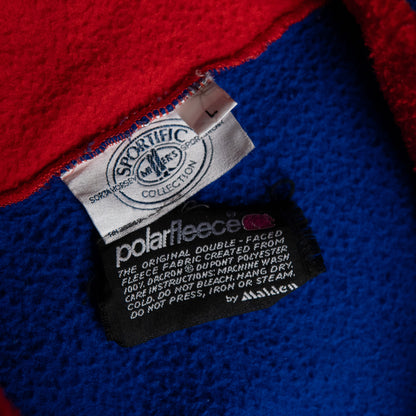 L
SPORTIFIC
MILLER'S
COLLECTION
polarfleece®
THE ORIGINAL DOUBLE - FACED
FLEECE FABRIC CREATED FROM
100% DACRON ® DUPONT POLYESTER
CARE INSTRUCTIONS: MACHINE WASH
COLD. DO NOT BLEACH. HANG DRY.
DO NOT PRESS, IRON OR STEAM.
by Malden